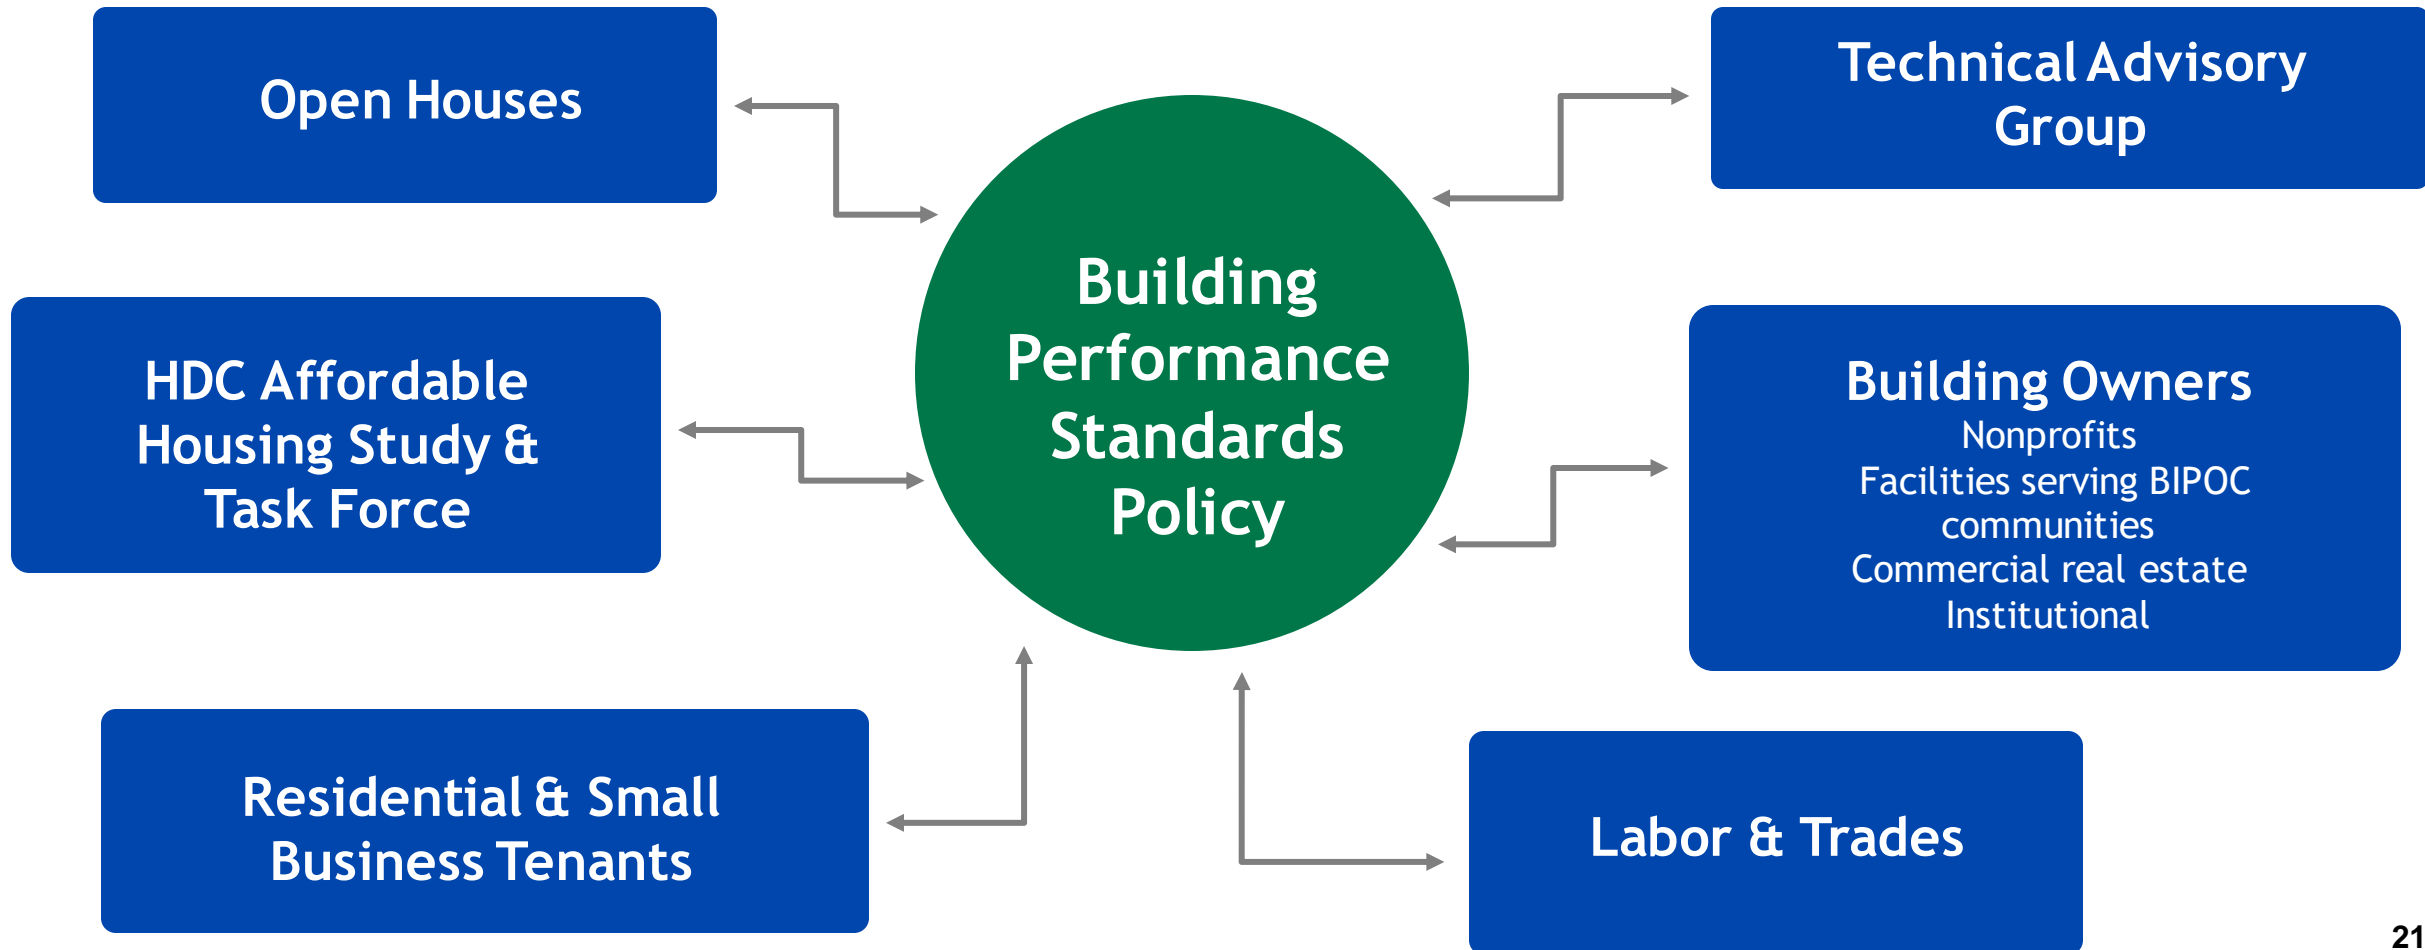 Open Houses
Technical Advisory
Group
Building
Performance
Standards
Policy
HDC Affordable
Housing Study &
Task Force
Building Owners
Nonprofits
Facilities serving BIPOC
communities
Commercial real estate
Institutional
Residential & Small
Business Tenants
Labor & Trades
21